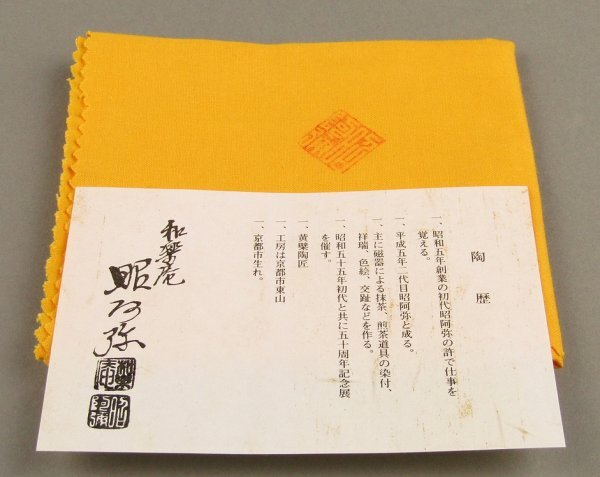 陶歴
一、昭和五年創業の初代昭阿弥の許で仕事を
覚える。
一、平成五年二代目昭阿弥と成る。
一、主に磁器による抹茶、煎茶道具の染付、
祥瑞、色絵、交趾などを作る。
一、昭和五十五年初代と共に五十周年記念展
を催す。
一、黄檗陶匠
一、工房は京都市東山
一、京都市生れ。
和樂庵
昭阿弥